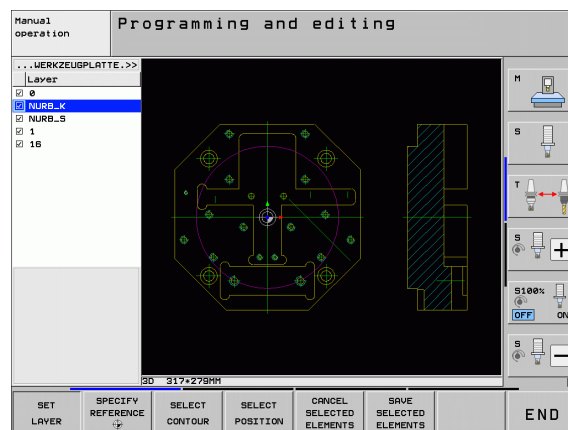 Manual
operation
Programming and editing
...WERKZEUGPLATTE.>>
Layer
0
NURB_K
NURB_S
1
16
M
S
T
S
S100%
OFF
ON
S
3D 317*279MM
SET
LAYER
SPECIFY
REFERENCE
SELECT
CONTOUR
SELECT
POSITION
CANCEL
SELECTED
ELEMENTS
SAVE
SELECTED
ELEMENTS
END